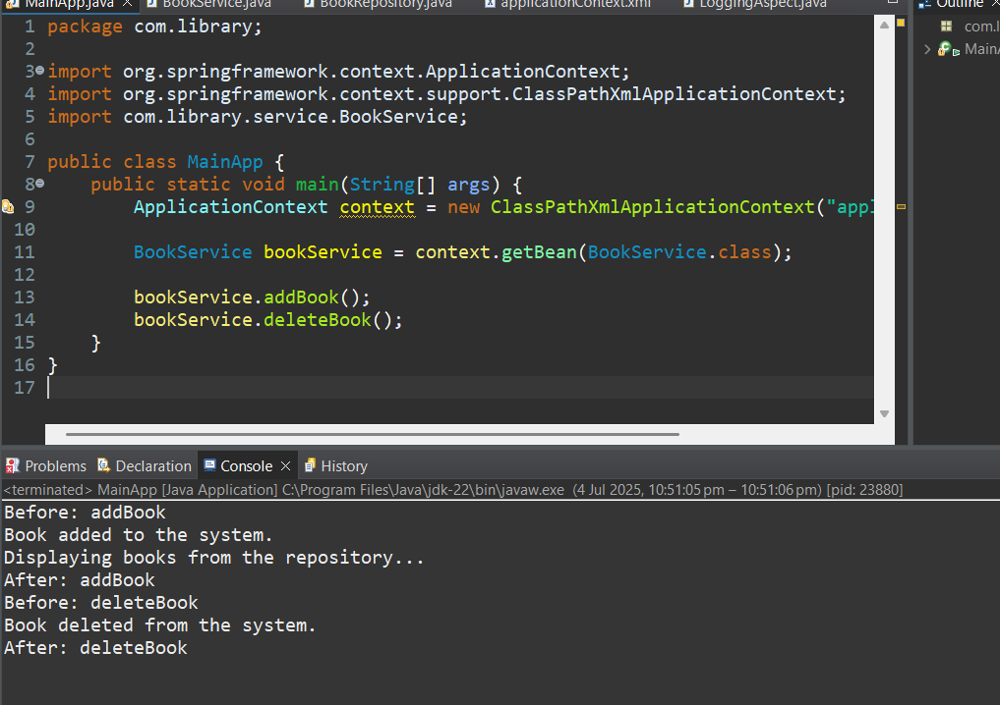 MainApp.java BookService.java BookRepository.java applicationContext.xml LoggingAspect.java Outline
1 package com.library;
2
3 import org.springframework.context.ApplicationContext;
4 import org.springframework.context.support.ClassPathXmlApplicationContext;
5 import com.library.service.BookService;
6
7 public class MainApp {
8 public static void main(String[] args) {
9 ApplicationContext context = new ClassPathXmlApplicationContext("appl
10
11 BookService bookService = context.getBean(BookService.class);
12
13 bookService.addBook();
14 bookService.deleteBook();
15 }
16 }
17
com.l
MainA
Problems Declaration Console History
<terminated> MainApp [Java Application] C:\Program Files\Java\jdk-22\bin\javaw.exe (4 Jul 2025, 10:51:05 pm – 10:51:06 pm) [pid: 23880]
Before: addBook
Book added to the system.
Displaying books from the repository...
After: addBook
Before: deleteBook
Book deleted from the system.
After: deleteBook